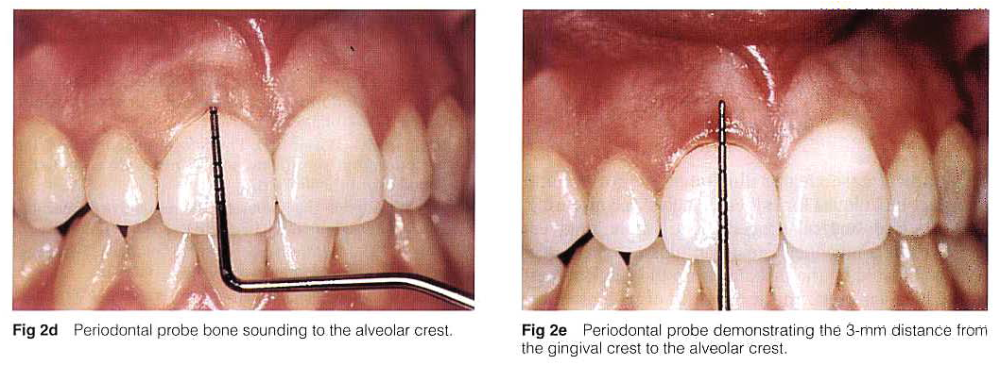 Fig 2d Periodontal probe bone sounding to the alveolar crest.
Fig 2e Periodontal probe demonstrating the 3-mm distance from
the gingival crest to the alveolar crest.